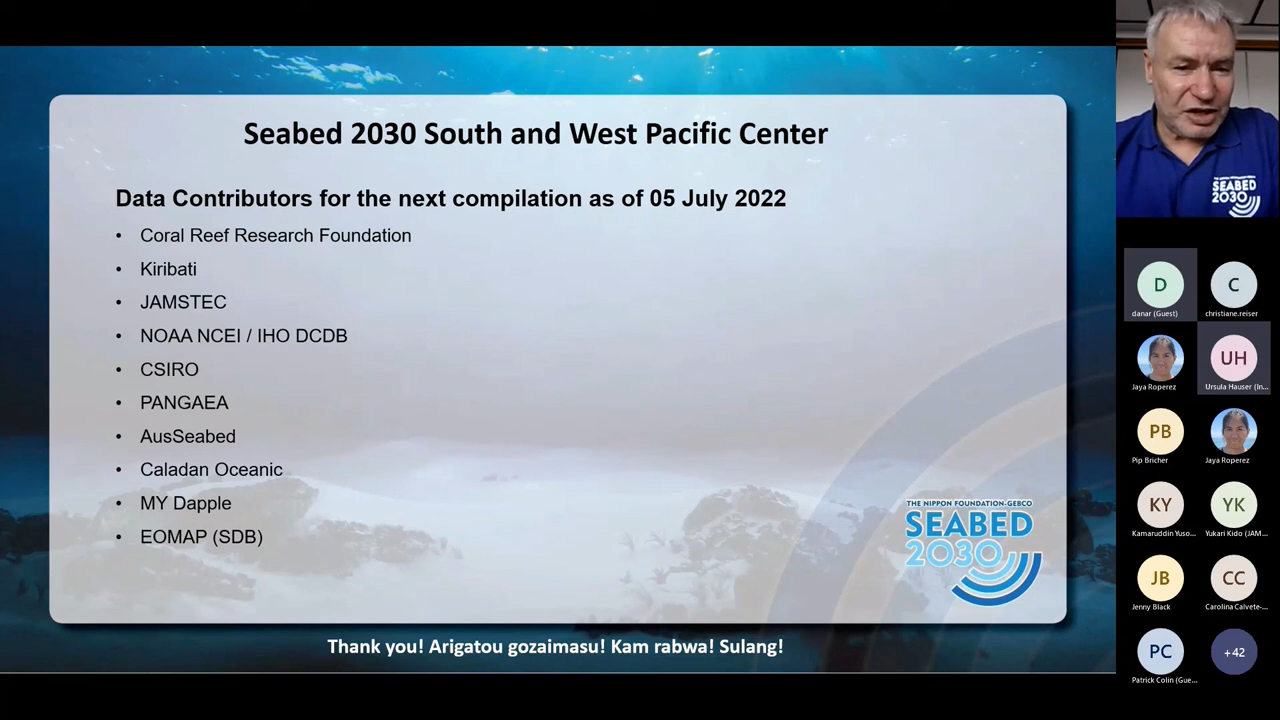 Seabed 2030 South and West Pacific Center
Data Contributors for the next compilation as of 05 July 2022
• Coral Reef Research Foundation
• Kiribati
• JAMSTEC
• NOAA NCEI / IHO DCDB
• CSIRO
• PANGAEA
• AusSeabed
• Caladan Oceanic
• MY Dapple
• EOMAP (SDB)
THE NIPPON FOUNDATION-GEBCO
SEABED
2030
Thank you! Arigatou gozaimasu! Kam rabwa! Sulang!
SEABED
2030
D
danar (Guest)
C
christiane.reiser
Jaya Roperez
UH
Ursula Hauser (In...
PB
Pip Bricher
Jaya Roperez
KY
Kamaruddin Yuso...
YK
Yukari Kido (JAM...
JB
Jenny Black
CC
Carolina Calvete-...
PC
Patrick Colin (Gue...
+42